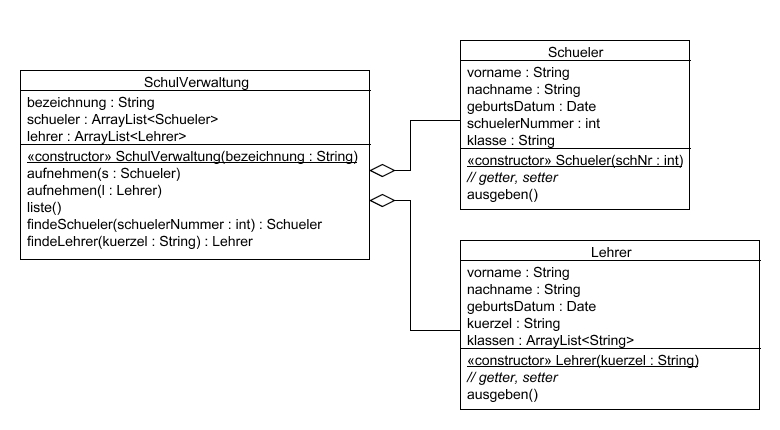 SchulVerwaltung
bezeichnung : String
schueler : ArrayList<Schueler>
lehrer : ArrayList<Lehrer>
«constructor» SchulVerwaltung(bezeichnung : String)
aufnehmen(s : Schueler)
aufnehmen(l : Lehrer)
liste()
findeSchueler(schuelerNummer : int) : Schueler
findeLehrer(kuerzel : String) : Lehrer
Schueler
vorname : String
nachname : String
geburtsDatum : Date
schuelerNummer : int
klasse : String
«constructor» Schueler(schNr : int)
// getter, setter
ausgeben()
Lehrer
vorname : String
nachname : String
geburtsDatum : Date
kuerzel : String
klassen : ArrayList<String>
«constructor» Lehrer(kuerzel : String)
// getter, setter
ausgeben()